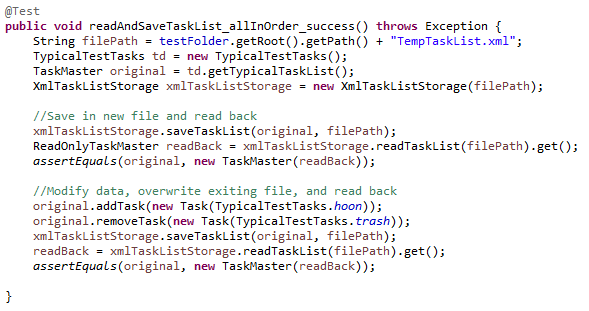 @Test
public void readAndSaveTaskList_allInOrder_success() throws Exception {
    String filePath = testFolder.getRoot().getPath() + "TempTaskList.xml";
    TypicalTestTasks td = new TypicalTestTasks();
    TaskMaster original = td.getTypicalTaskList();
    XmlTaskListStorage xmlTaskListStorage = new XmlTaskListStorage(filePath);

    //Save in new file and read back
    xmlTaskListStorage.saveTaskList(original, filePath);
    ReadOnlyTaskMaster readBack = xmlTaskListStorage.readTaskList(filePath).get();
    assertEquals(original, new TaskMaster(readBack));

    //Modify data, overwrite exiting file, and read back
    original.addTask(new Task(TypicalTestTasks.hoon));
    original.removeTask(new Task(TypicalTestTasks.trash));
    xmlTaskListStorage.saveTaskList(original, filePath);
    readBack = xmlTaskListStorage.readTaskList(filePath).get();
    assertEquals(original, new TaskMaster(readBack));

}